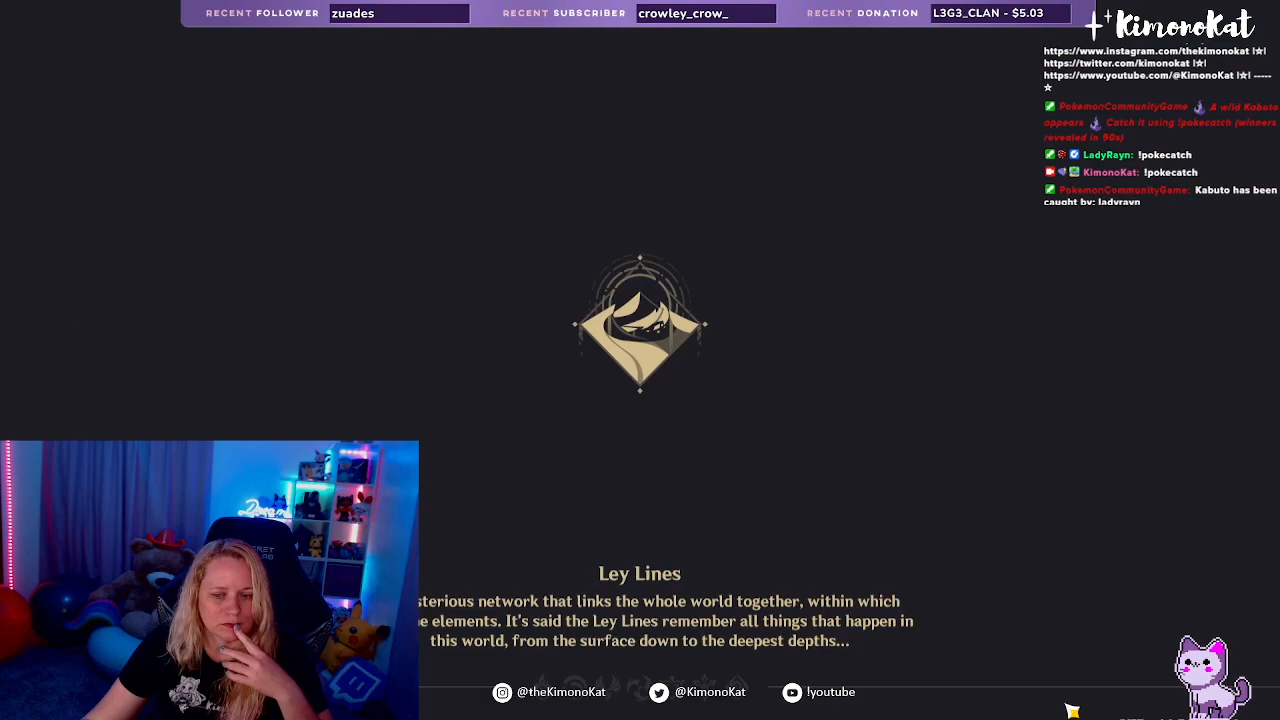 RECENT FOLLOWER zuades RECENT SUBSCRIBER crowley_crow_ RECENT DONATION L3G3_CLAN - $5.03
KimonoKat
https://www.instagram.com/thekimonokat |☆|
https://twitter.com/kimonokat |☆|
https://www.youtube.com/@KimonoKat |☆| -----
☆
PokemonCommunityGame A wild Kabuto
appears Catch it using !pokecatch (winners
revealed in 90s)
LadyRayn: !pokecatch
KimonoKat: !pokecatch
PokemonCommunityGame: Kabuto has been
caught by: ladyrayn
Dream
Ley Lines
sterious network that links the whole world together, within which
e elements. It's said the Ley Lines remember all things that happen in
this world, from the surface down to the deepest depths...
@theKimonoKat @KimonoKat !youtube